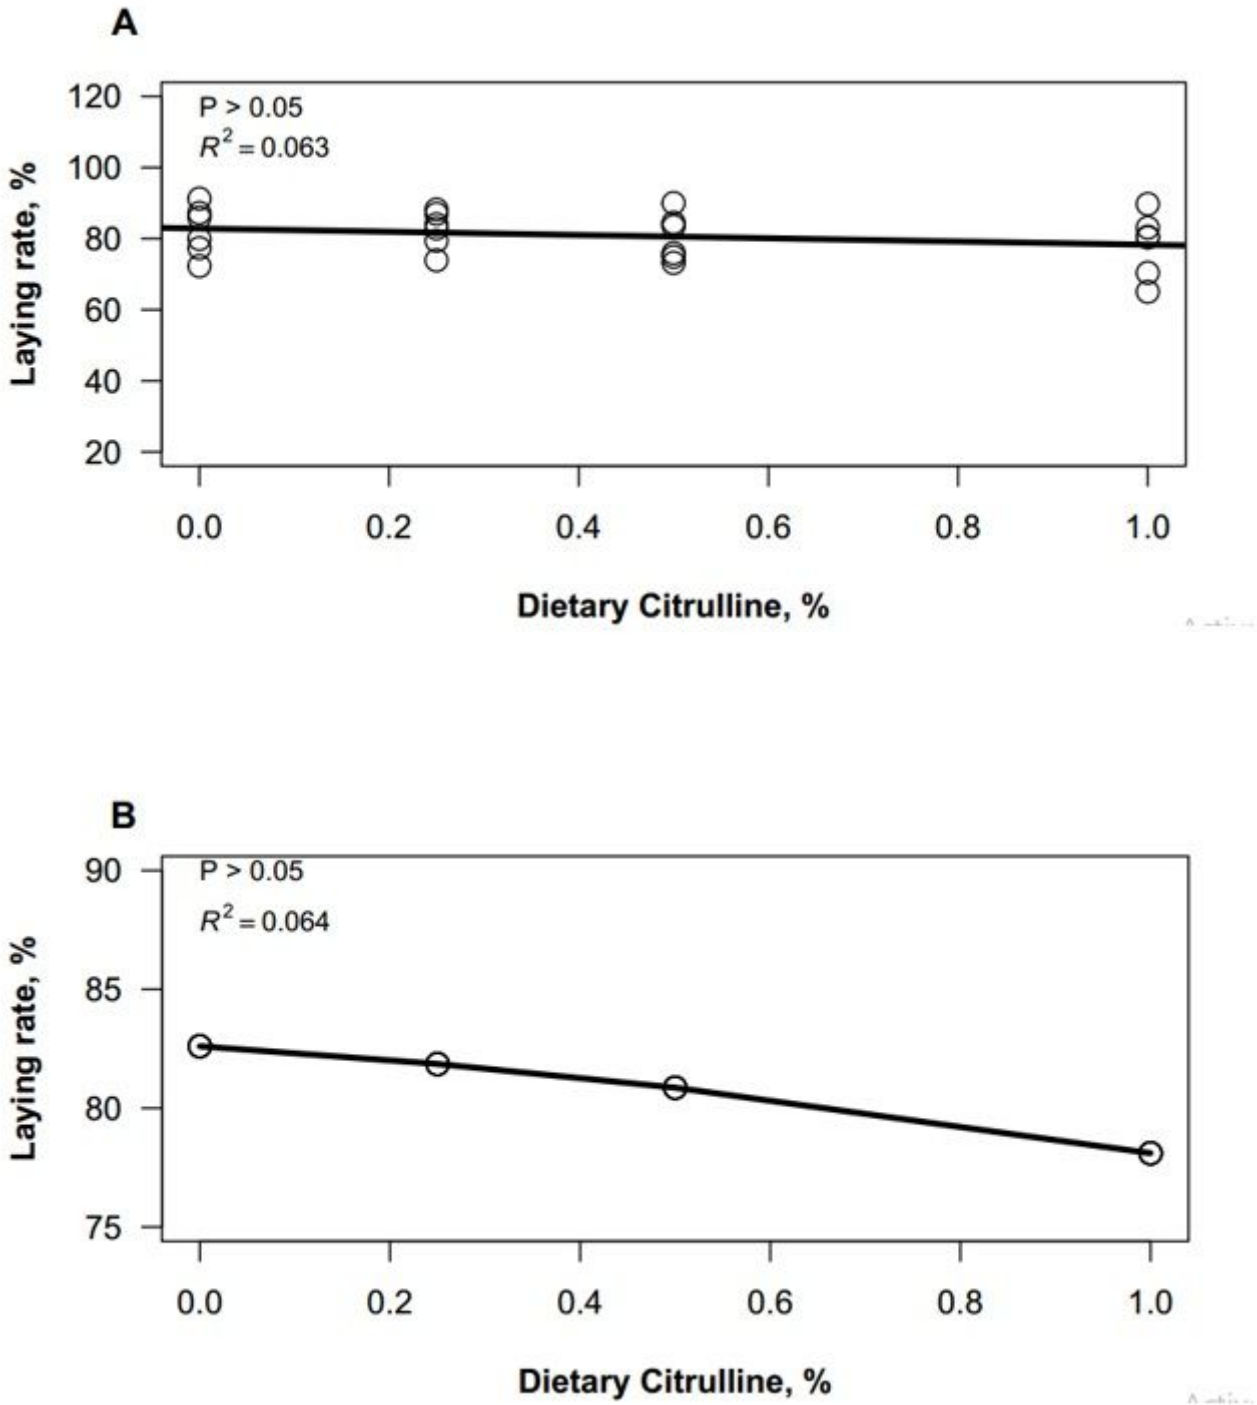 A
120
100
80
60
40
20
Laying rate, %
P > 0.05
R² = 0.063
0.0 0.2 0.4 0.6 0.8 1.0
Dietary Citrulline, %
B
90
85
80
75
Laying rate, %
P > 0.05
R² = 0.064
0.0 0.2 0.4 0.6 0.8 1.0
Dietary Citrulline, %